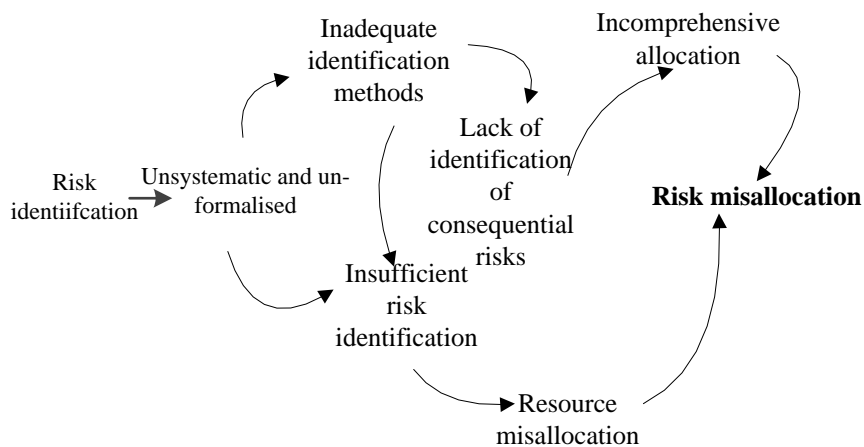 Inadequate
identification
methods
Incomprehensive
allocation
Lack of
identification
of
consequential
risks
Risk
identiifcation
Unsystematic and un-
formalised
Risk misallocation
Insufficient
risk
identification
Resource
misallocation